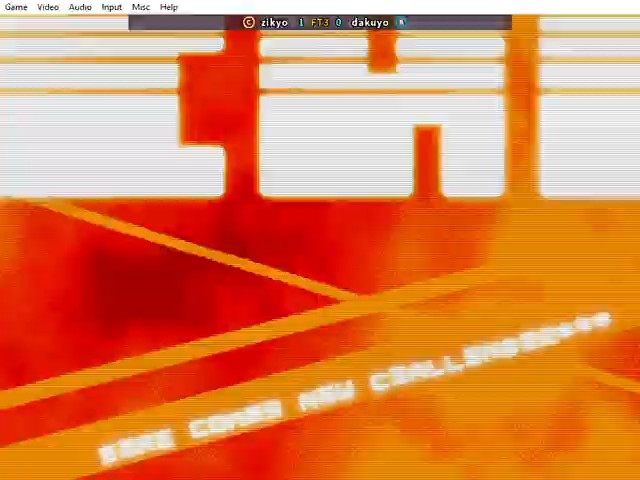 Game Video Audio Input Misc Help
zikyo 1 FT3 0 dakuyo
HERE COMES NEW CHALLENGER